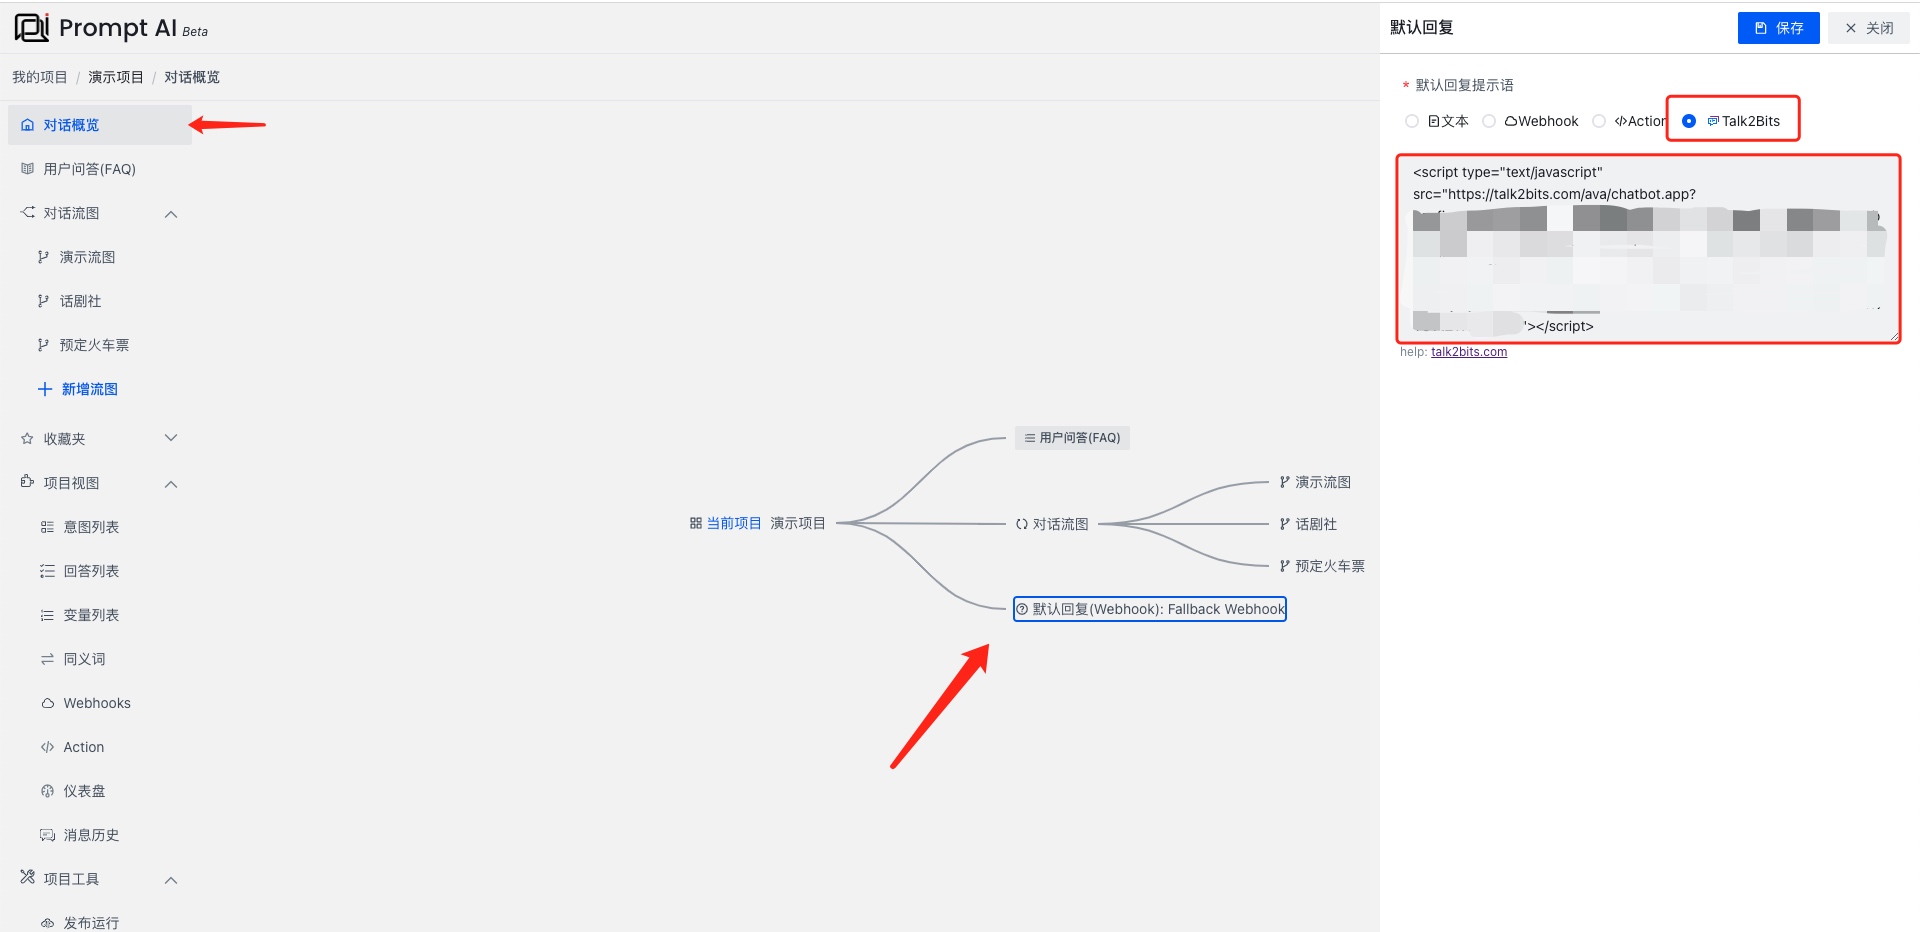 Prompt AI Beta
我的项目 / 演示项目 / 对话概览
对话概览
用户问答(FAQ)
对话流图
演示流图
话剧社
预定火车票
新增流图
收藏夹
项目视图
意图列表
回答列表
变量列表
同义词
Webhooks
Action
仪表盘
消息历史
项目工具
发布运行
用户问答(FAQ)
当前项目 演示项目
对话流图
演示流图
话剧社
预定火车票
默认回复(Webhook): Fallback Webhook
默认回复
保存
关闭
* 默认回复提示语
文本 Webhook </>Action Talk2Bits
<script type="text/javascript"
src="https://talk2bits.com/ava/chatbot.app?
"></script>
help: talk2bits.com